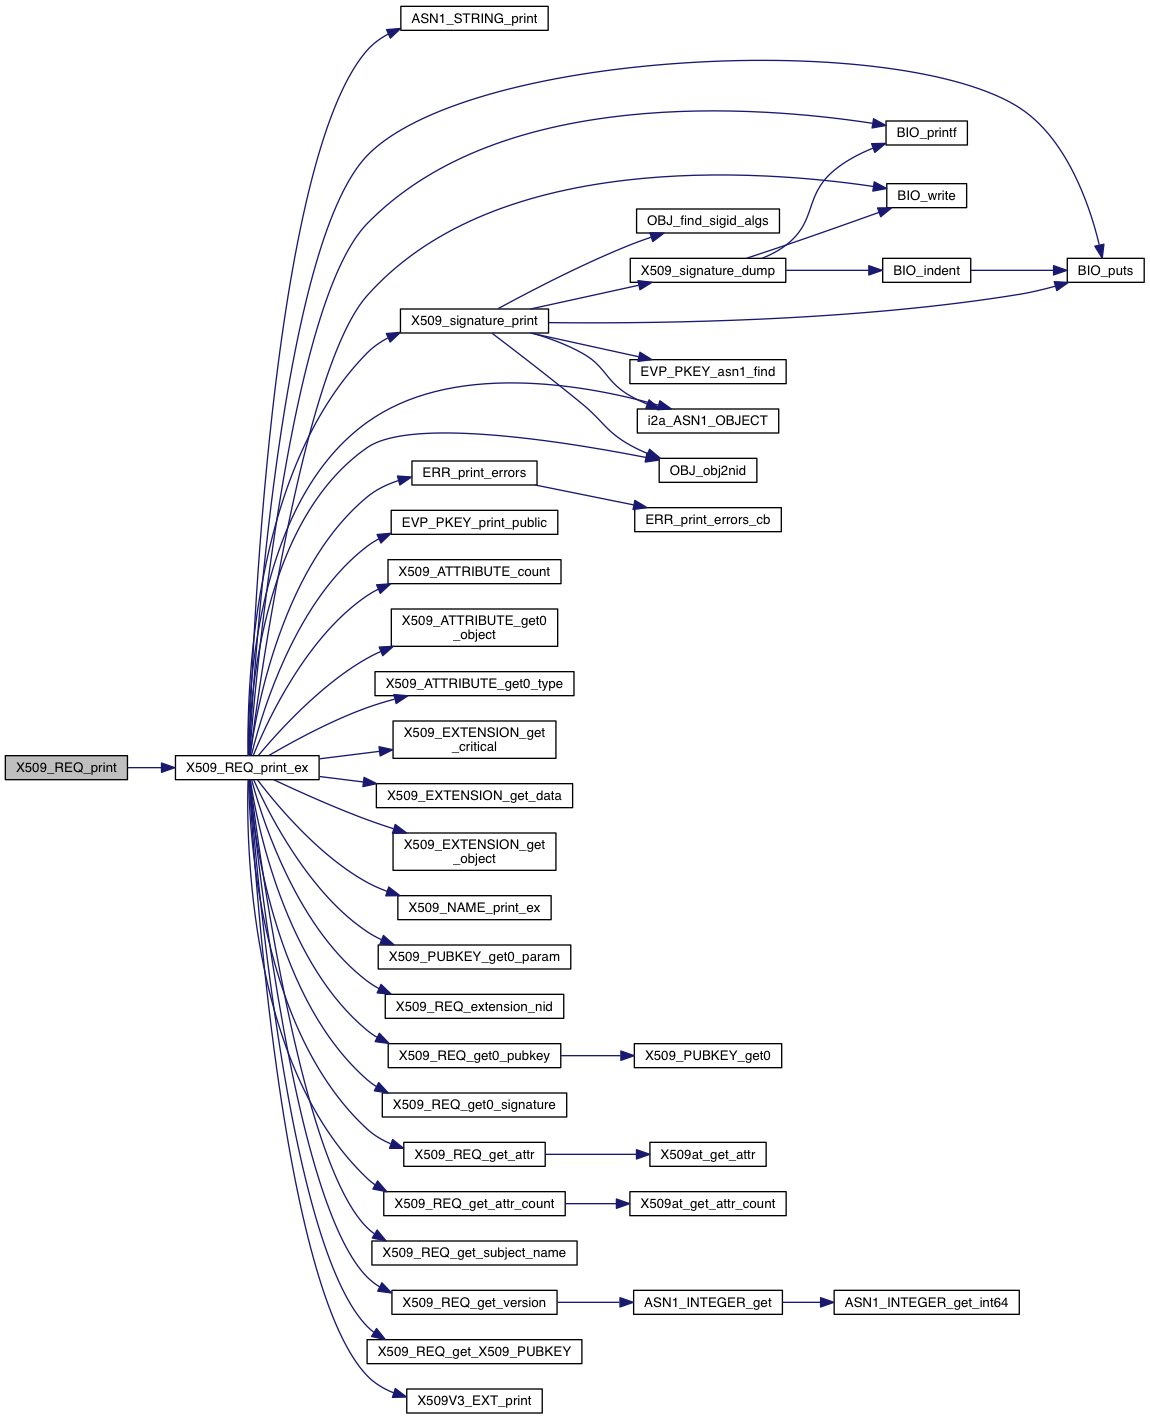 ASN1_STRING_print
BIO_printf
BIO_write
OBJ_find_sigid_algs
X509_signature_dump
BIO_indent
BIO_puts
X509_signature_print
EVP_PKEY_asn1_find
i2a_ASN1_OBJECT
OBJ_obj2nid
ERR_print_errors
ERR_print_errors_cb
EVP_PKEY_print_public
X509_ATTRIBUTE_count
X509_ATTRIBUTE_get0
_object
X509_ATTRIBUTE_get0_type
X509_EXTENSION_get
_critical
X509_REQ_print
X509_REQ_print_ex
X509_EXTENSION_get_data
X509_EXTENSION_get
_object
X509_NAME_print_ex
X509_PUBKEY_get0_param
X509_REQ_extension_nid
X509_REQ_get0_pubkey
X509_PUBKEY_get0
X509_REQ_get0_signature
X509_REQ_get_attr
X509at_get_attr
X509_REQ_get_attr_count
X509at_get_attr_count
X509_REQ_get_subject_name
X509_REQ_get_version
ASN1_INTEGER_get
ASN1_INTEGER_get_int64
X509_REQ_get_X509_PUBKEY
X509V3_EXT_print